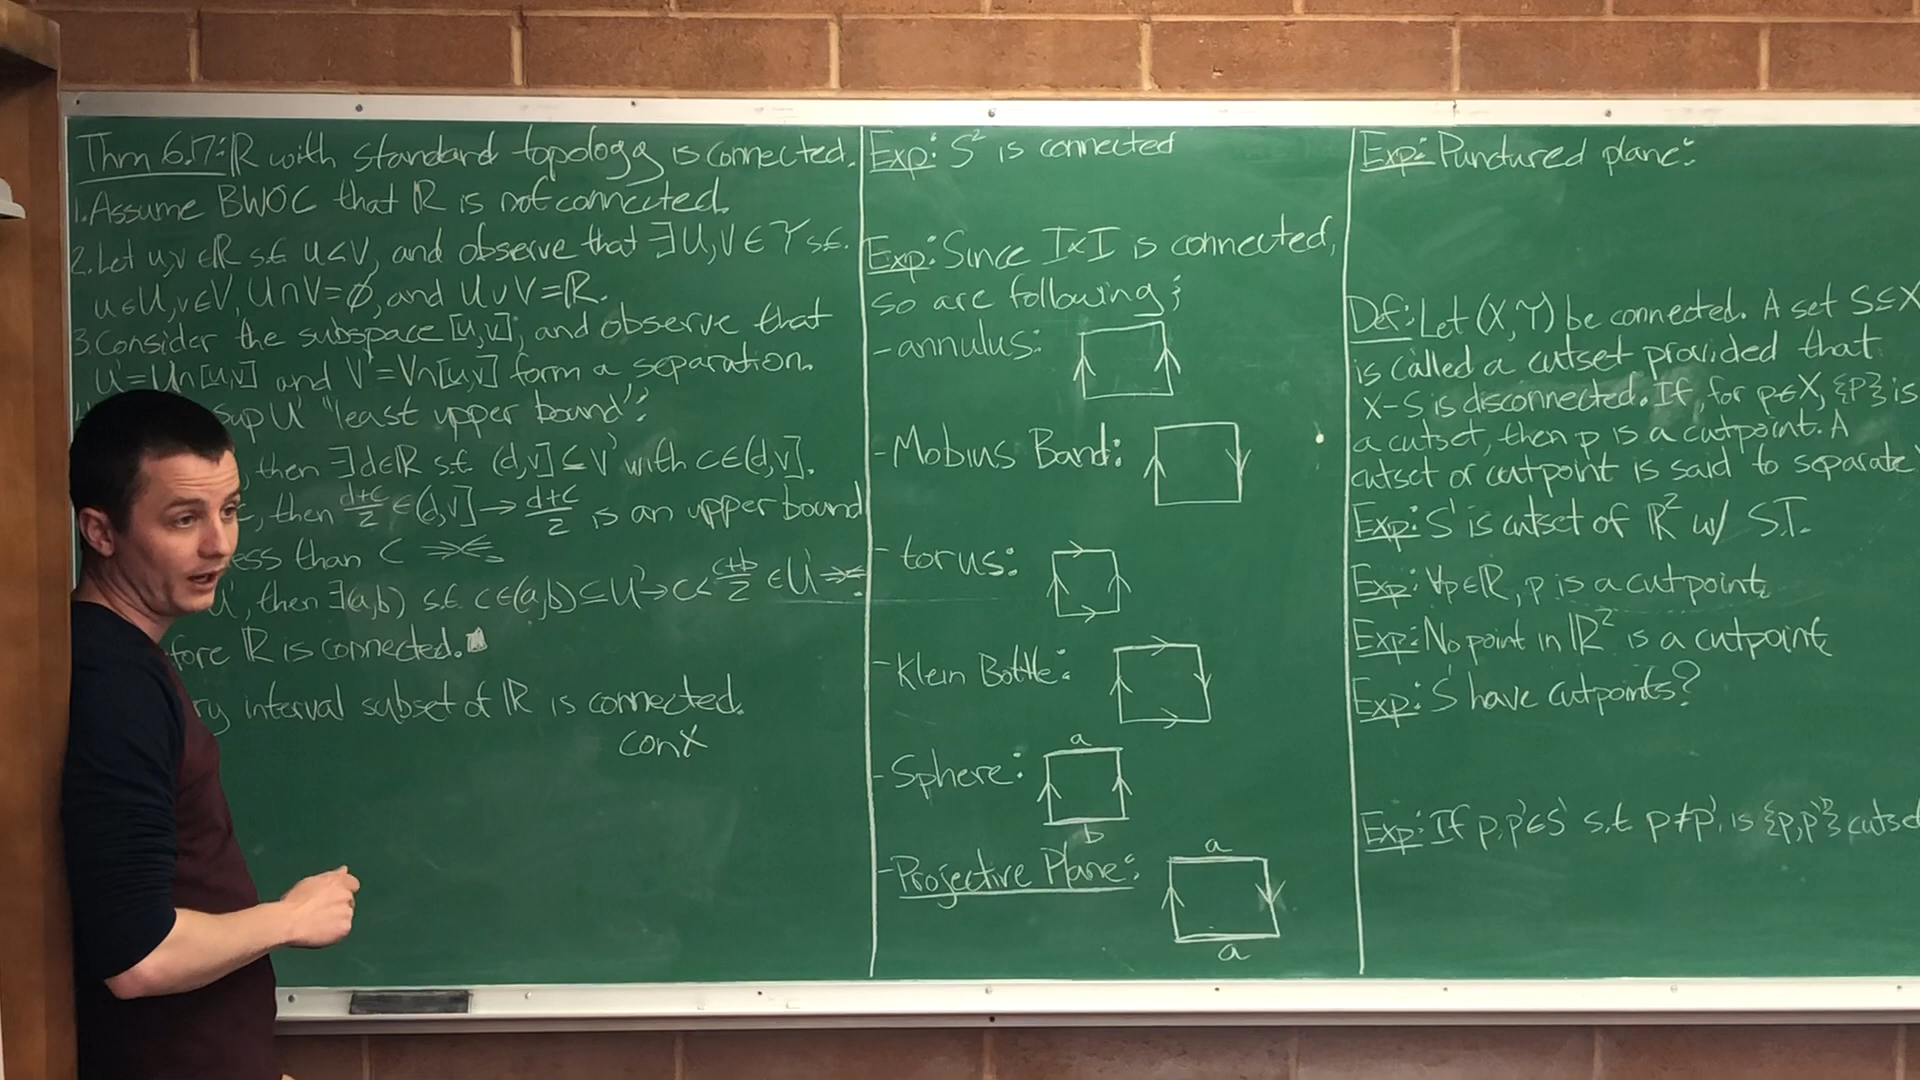 Thm 6.17: ℝ with standard topology is connected.
1. Assume BWOC that ℝ is not connected.
2. Let u,v ∈ ℝ s.t. u<v, and observe that ∃ U,V ∈ 𝒯 s.t.
u∈U, v∈V, U∩V=∅, and U∪V=ℝ.
3. Consider the subspace [u,v], and observe that
U'=U∩[u,v] and V'=V∩[u,v] form a separation.
sup U' "least upper bound".
, then ∃d∈ℝ s.t. (d,v] ⊆ V' with c∈(d,v].
, then d+c/2 ∈ (d,v] → d+c/2 is an upper bound
ess than c
, then ∃(a,b) s.t. c∈(a,b) ⊆ U' → c < c+b/2 ∈ U'
fore ℝ is connected.
ry interval subset of ℝ is connected.
conx
Exp: S² is connected
Exp: Since I×I is connected,
so are following:
- annulus:
- Mobius Band:
- torus:
- Klein Bottle:
a
- Sphere:
b
a
- Projective Plane:
a
Exp: Punctured plane:
Def: Let (X,𝒯) be connected. A set S⊆X
is called a cutset provided that
X-S is disconnected. If, for p∈X, {p} is
a cutset, then p is a cutpoint. A
cutset or cutpoint is said to separate
Exp: S¹ is cutset of ℝ² w/ S.T.
Exp: ∀p∈ℝ, p is a cutpoint
Exp: No point in ℝ² is a cutpoint
Exp: S¹ have cutpoints?
Exp: If p,p'∈S¹ s.t. p≠p', is {p,p'} cutse